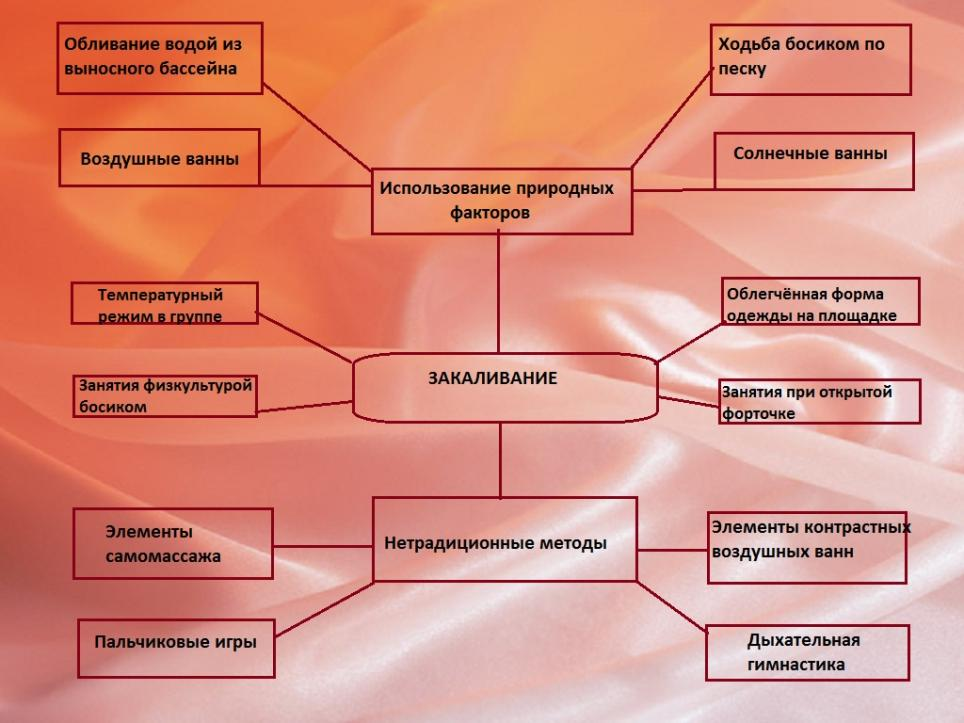 Обливание водой из
выносного бассейна
Ходьба босиком по
песку
Воздушные ванны
Солнечные ванны
Использование природных
факторов
Температурный
режим в группе
Облегчённая форма
одежды на площадке
ЗАКАЛИВАНИЕ
Занятия физкультурой
босиком
Занятия при открытой
форточке
Элементы
самомассажа
Нетрадиционные методы
Элементы контрастных
воздушных ванн
Пальчиковые игры
Дыхательная
гимнастика